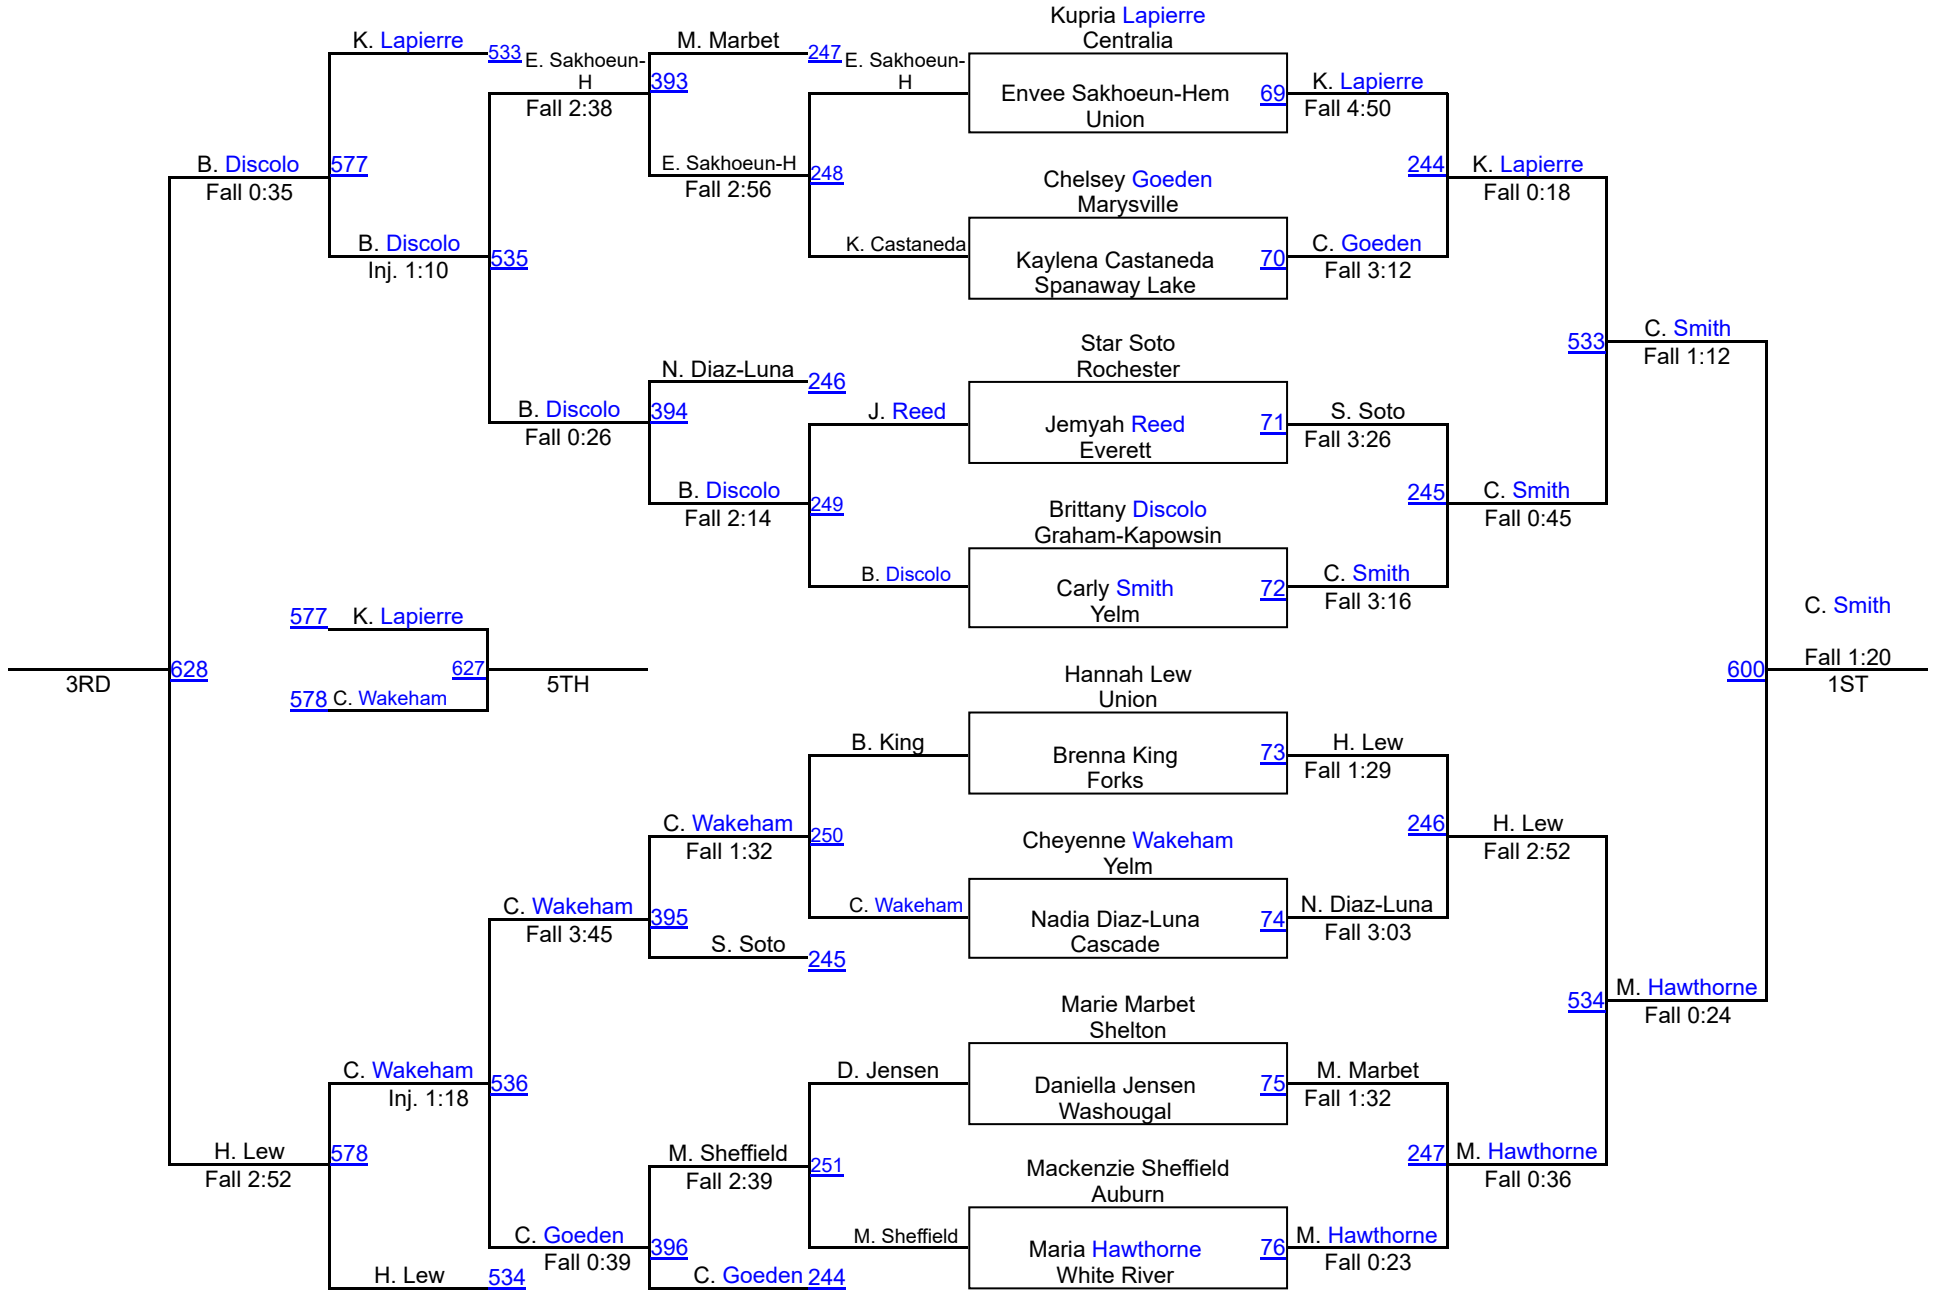 Kupria Lapierre
Centralia
K. Lapierre
533
E. Sakhoeun-
H
Fall 2:38
M. Marbet
247
393
E. Sakhoeun-
H
Envee Sakhoeun-Hem
Union
69
K. Lapierre
Fall 4:50
B. Discolo
Fall 0:35
577
E. Sakhoeun-H
Fall 2:56
248
Chelsey Goeden
Marysville
244
K. Lapierre
Fall 0:18
B. Discolo
Inj. 1:10
535
K. Castaneda
Kaylena Castaneda
Spanaway Lake
70
C. Goeden
Fall 3:12
Star Soto
Rochester
533
C. Smith
Fall 1:12
N. Diaz-Luna
246
B. Discolo
Fall 0:26
394
J. Reed
Jemyah Reed
Everett
71
S. Soto
Fall 3:26
B. Discolo
Fall 2:14
249
Brittany Discolo
Graham-Kapowsin
245
C. Smith
Fall 0:45
B. Discolo
Carly Smith
Yelm
72
C. Smith
Fall 3:16
577
K. Lapierre
C. Smith
Fall 1:20
1ST
600
3RD
628
627
5TH
578
C. Wakeham
Hannah Lew
Union
B. King
Brenna King
Forks
73
H. Lew
Fall 1:29
C. Wakeham
Fall 1:32
250
Cheyenne Wakeham
Yelm
246
H. Lew
Fall 2:52
C. Wakeham
Fall 3:45
395
C. Wakeham
Nadia Diaz-Luna
Cascade
74
N. Diaz-Luna
Fall 3:03
S. Soto
245
Marie Marbet
Shelton
534
M. Hawthorne
Fall 0:24
C. Wakeham
Inj. 1:18
536
D. Jensen
Daniella Jensen
Washougal
75
M. Marbet
Fall 1:32
H. Lew
Fall 2:52
578
M. Sheffield
Fall 2:39
251
Mackenzie Sheffield
Auburn
247
M. Hawthorne
Fall 0:36
C. Goeden
Fall 0:39
396
M. Sheffield
Maria Hawthorne
White River
76
M. Hawthorne
Fall 0:23
H. Lew
534
C. Goeden
244